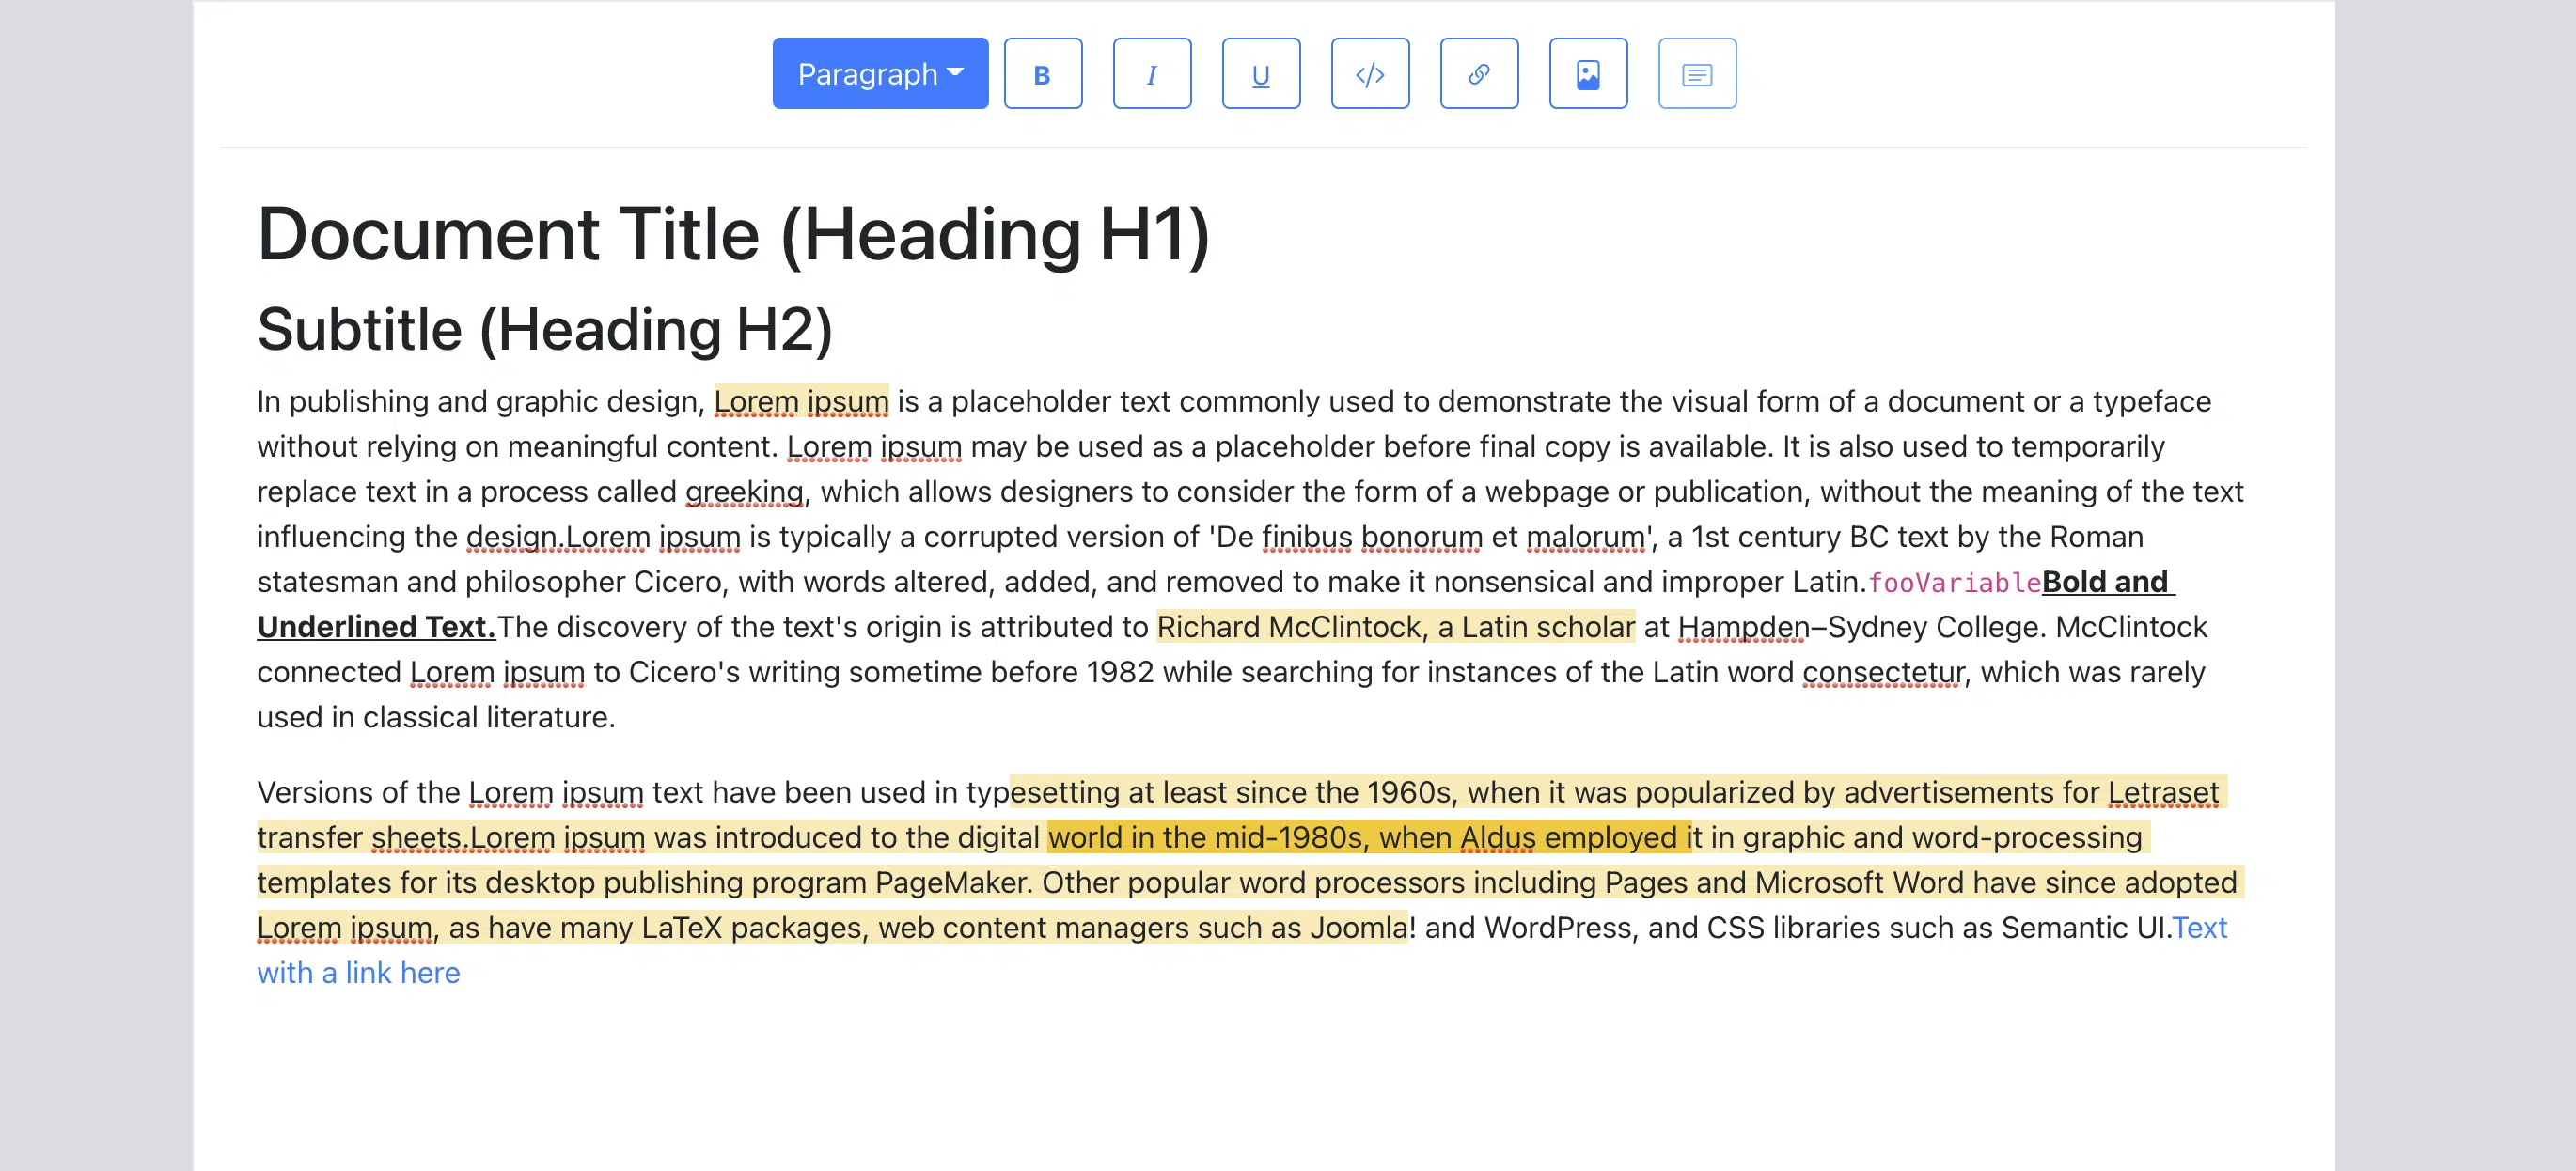 Paragraph B I U </>
Document Title (Heading H1)
Subtitle (Heading H2)
In publishing and graphic design, Lorem ipsum is a placeholder text commonly used to demonstrate the visual form of a document or a typeface
without relying on meaningful content. Lorem ipsum may be used as a placeholder before final copy is available. It is also used to temporarily
replace text in a process called greeking, which allows designers to consider the form of a webpage or publication, without the meaning of the text
influencing the design.Lorem ipsum is typically a corrupted version of 'De finibus bonorum et malorum', a 1st century BC text by the Roman
statesman and philosopher Cicero, with words altered, added, and removed to make it nonsensical and improper Latin.fooVariableBold and
Underlined Text.The discovery of the text's origin is attributed to Richard McClintock, a Latin scholar at Hampden–Sydney College. McClintock
connected Lorem ipsum to Cicero's writing sometime before 1982 while searching for instances of the Latin word consectetur, which was rarely
used in classical literature.
Versions of the Lorem ipsum text have been used in typesetting at least since the 1960s, when it was popularized by advertisements for Letraset
transfer sheets.Lorem ipsum was introduced to the digital world in the mid-1980s, when Aldus employed it in graphic and word-processing
templates for its desktop publishing program PageMaker. Other popular word processors including Pages and Microsoft Word have since adopted
Lorem ipsum, as have many LaTeX packages, web content managers such as Joomla! and WordPress, and CSS libraries such as Semantic UI.Text
with a link here